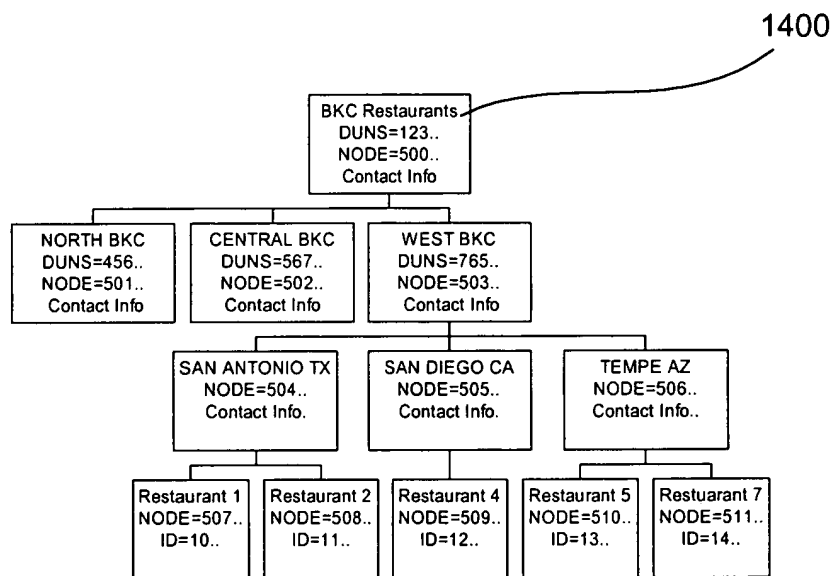 1400
BKC Restaurants
DUNS=123..
NODE=500..
Contact Info
NORTH BKC
DUNS=456..
NODE=501..
Contact Info
CENTRAL BKC
DUNS=567..
NODE=502..
Contact Info
WEST BKC
DUNS=765..
NODE=503..
Contact Info
SAN ANTONIO TX
NODE=504..
Contact Info.
SAN DIEGO CA
NODE=505..
Contact Info.
TEMPE AZ
NODE=506..
Contact Info..
Restaurant 1
NODE=507..
ID=10..
Restaurant 2
NODE=508..
ID=11..
Restaurant 4
NODE=509..
ID=12..
Restaurant 5
NODE=510..
ID=13..
Restuarant 7
NODE=511..
ID=14..